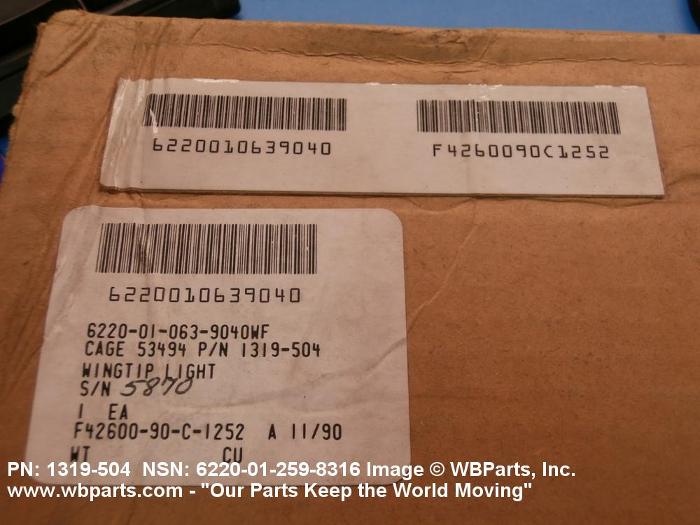 6220010639040 F4260090C1252
6220010639040
6220-01-063-9040WF
CAGE 53494 P/N 1319-504
WINGTIP LIGHT
S/N 5870
1 EA
F42600-90-C-1252 A 11/90
WT CU
PN: 1319-504 NSN: 6220-01-259-8316 Image © WBParts, Inc.
www.wbparts.com - "Our Parts Keep the World Moving"